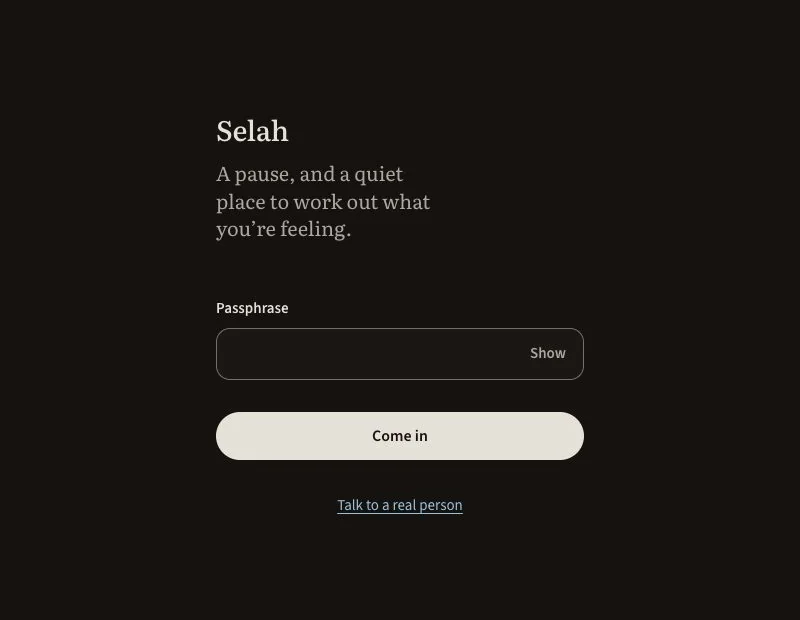 Selah
A pause, and a quiet
place to work out what
you’re feeling.
Passphrase
Show
Come in
Talk to a real person